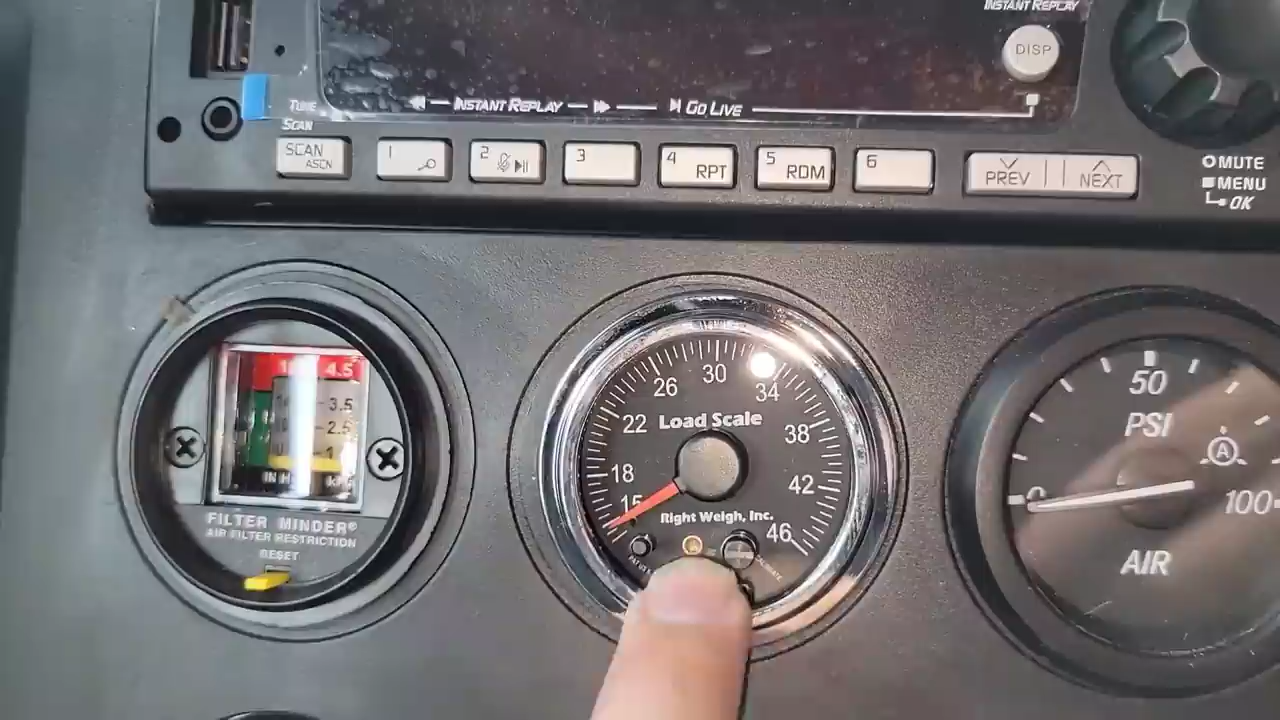 INSTANT REPLAY
DISP
TUNE
INSTANT REPLAY
GO LIVE
SCAN
SCAN
ASCN
1
2
3
4 RPT
5 RDM
6
PREV
NEXT
MUTE
MENU
OK
4.5
3.5
2.5
FILTER MINDER®
AIR FILTER RESTRICTION
RESET
15
18
22
26
30
34
38
42
46
Load Scale
Right Weigh, Inc.
CALIBRATE
0
50
100
PSI
A
AIR